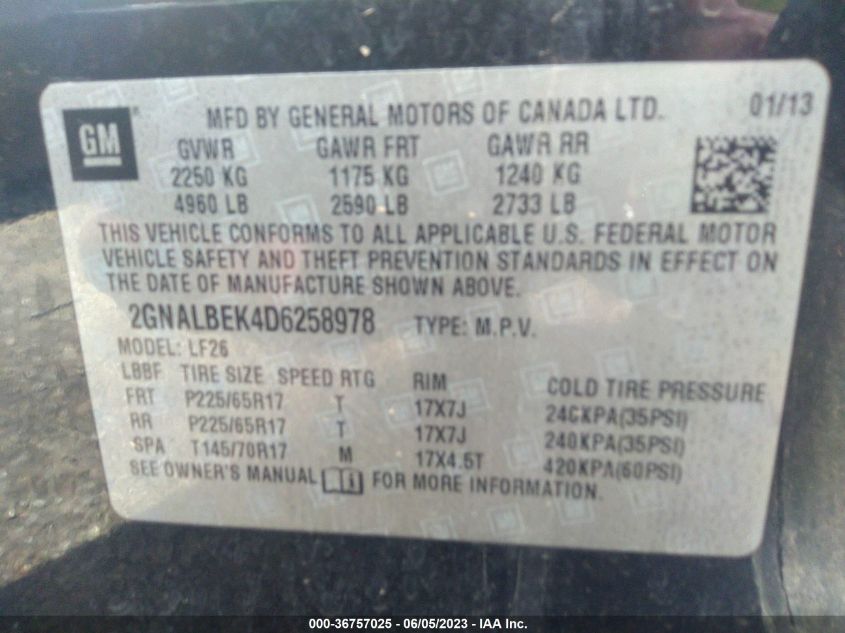 GM
MFD BY GENERAL MOTORS OF CANADA LTD. 01/13
GVWR GAWR FRT GAWR RR
2250 KG 1175 KG 1240 KG
4960 LB 2590 LB 2733 LB
THIS VEHICLE CONFORMS TO ALL APPLICABLE U.S. FEDERAL MOTOR
VEHICLE SAFETY AND THEFT PREVENTION STANDARDS IN EFFECT ON
THE DATE OF MANUFACTURE SHOWN ABOVE.
2GNALBEK4D6258978 TYPE: M.P.V.
MODEL: LF26
LBBF TIRE SIZE SPEED RTG RIM COLD TIRE PRESSURE
FRT P225/65R17 T 17X7J 240KPA(35PSI)
RR P225/65R17 T 17X7J 240KPA(35PSI)
SPA T145/70R17 M 17X4.5T 420KPA(60PSI)
SEE OWNER'S MANUAL FOR MORE INFORMATION.
000-36757025 - 06/05/2023 - IAA Inc.